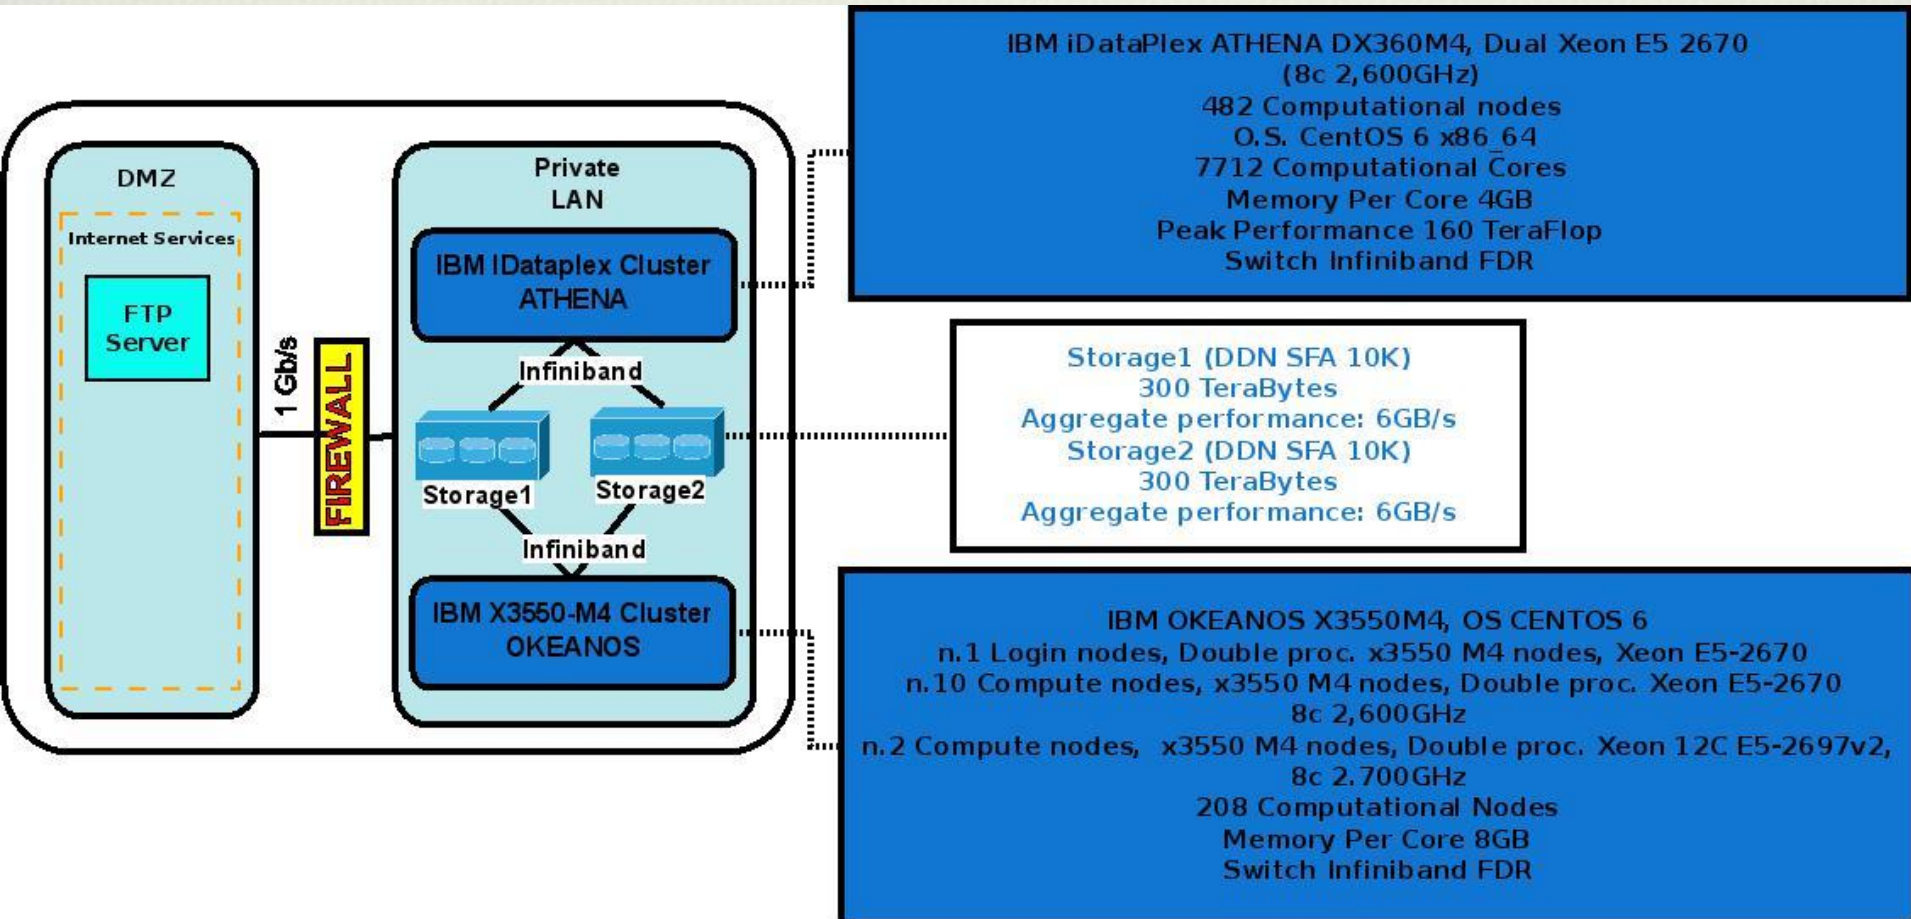 DMZ
Internet Services
FTP
Server
1 Gb/s
FIREWALL
Private
LAN
IBM IDataplex Cluster
ATHENA
Infiniband
Storage1
Storage2
Infiniband
IBM X3550-M4 Cluster
OKEANOS
IBM iDataPlex ATHENA DX360M4, Dual Xeon E5 2670
(8c 2,600GHz)
482 Computational nodes
O.S. CentOS 6 x86_64
7712 Computational Cores
Memory Per Core 4GB
Peak Performance 160 TeraFlop
Switch Infiniband FDR
Storage1 (DDN SFA 10K)
300 TeraBytes
Aggregate performance: 6GB/s
Storage2 (DDN SFA 10K)
300 TeraBytes
Aggregate performance: 6GB/s
IBM OKEANOS X3550M4, OS CENTOS 6
n.1 Login nodes, Double proc. x3550 M4 nodes, Xeon E5-2670
n.10 Compute nodes, x3550 M4 nodes, Double proc. Xeon E5-2670
8c 2,600GHz
n.2 Compute nodes, x3550 M4 nodes, Double proc. Xeon 12C E5-2697v2,
8c 2.700GHz
208 Computational Nodes
Memory Per Core 8GB
Switch Infiniband FDR